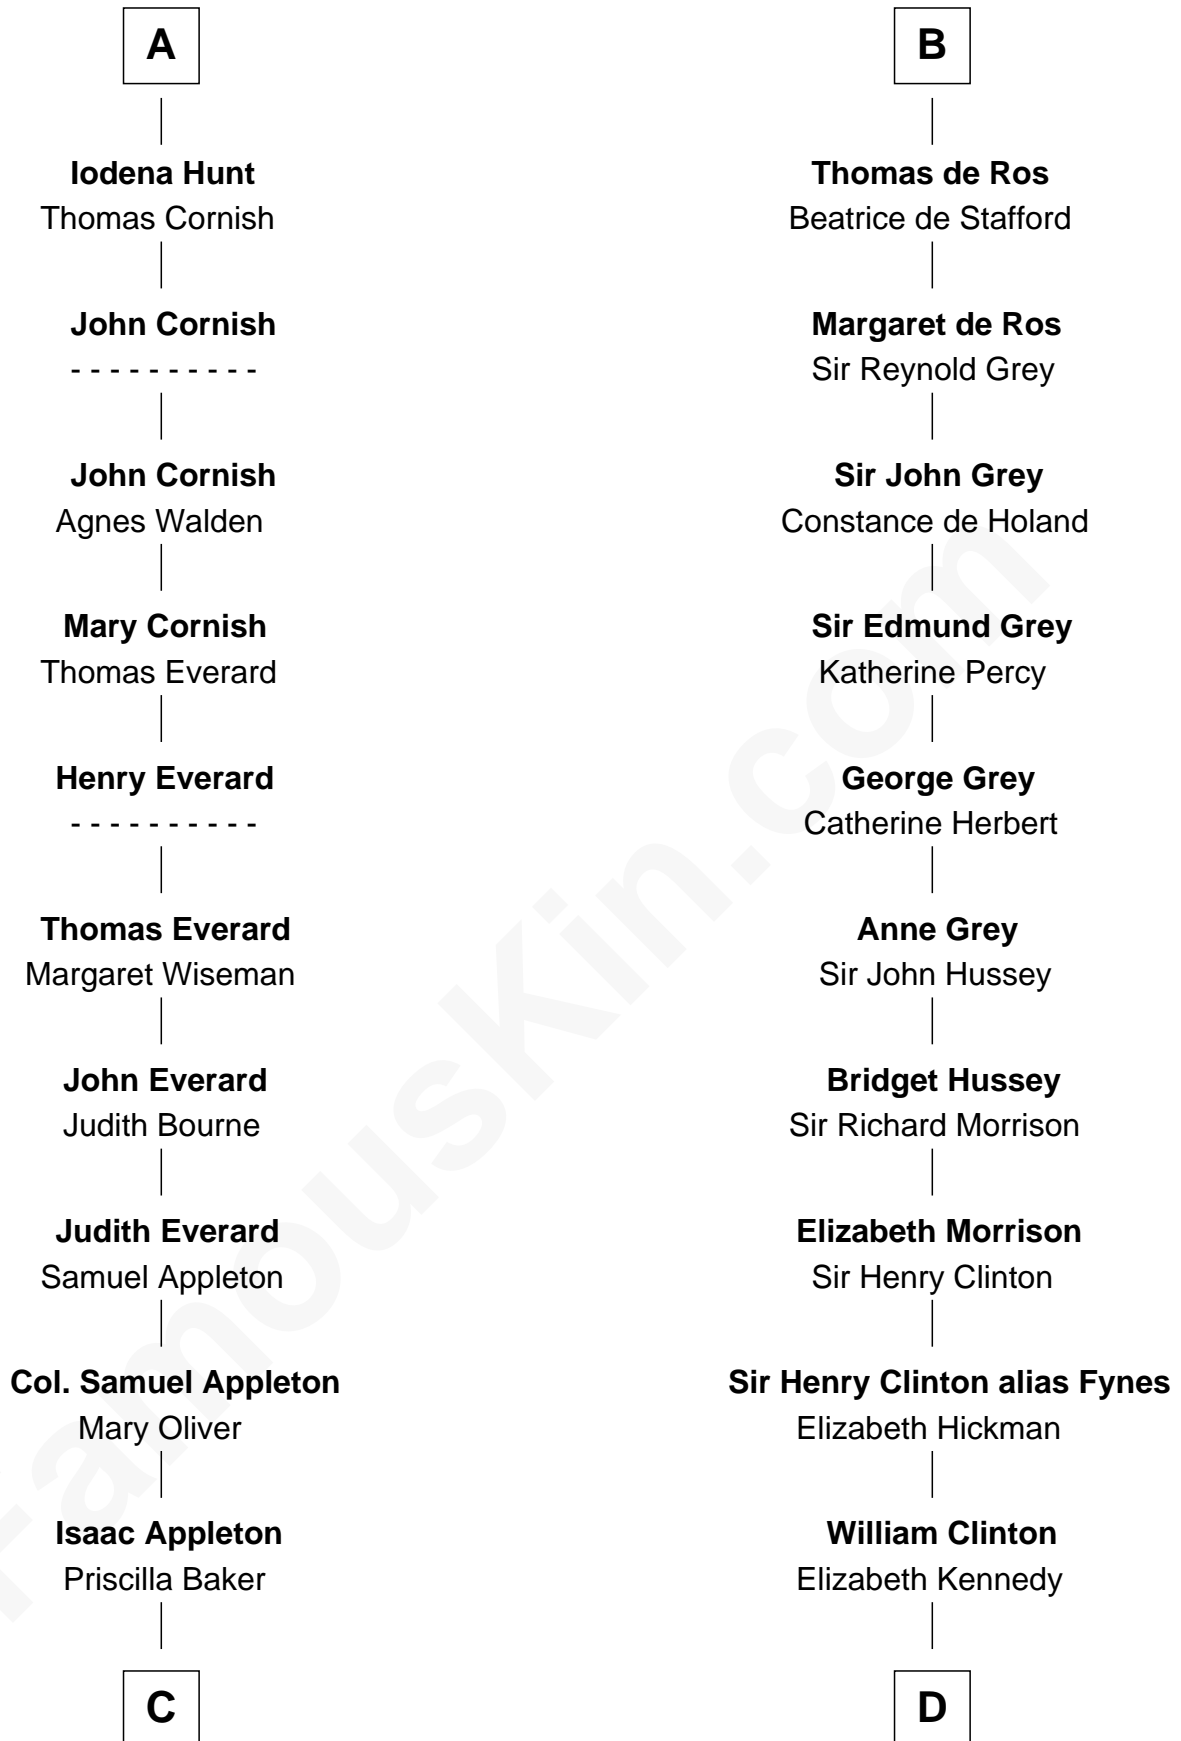 A
Iodena Hunt
Thomas Cornish
John Cornish
- - - - - - - - - -
John Cornish
Agnes Walden
Mary Cornish
Thomas Everard
Henry Everard
- - - - - - - - - -
Thomas Everard
Margaret Wiseman
John Everard
Judith Bourne
Judith Everard
Samuel Appleton
Col. Samuel Appleton
Mary Oliver
Isaac Appleton
Priscilla Baker
C
B
Thomas de Ros
Beatrice de Stafford
Margaret de Ros
Sir Reynold Grey
Sir John Grey
Constance de Holand
Sir Edmund Grey
Katherine Percy
George Grey
Catherine Herbert
Anne Grey
Sir John Hussey
Bridget Hussey
Sir Richard Morrison
Elizabeth Morrison
Sir Henry Clinton
Sir Henry Clinton alias Fynes
Elizabeth Hickman
William Clinton
Elizabeth Kennedy
D
FamousKin.com